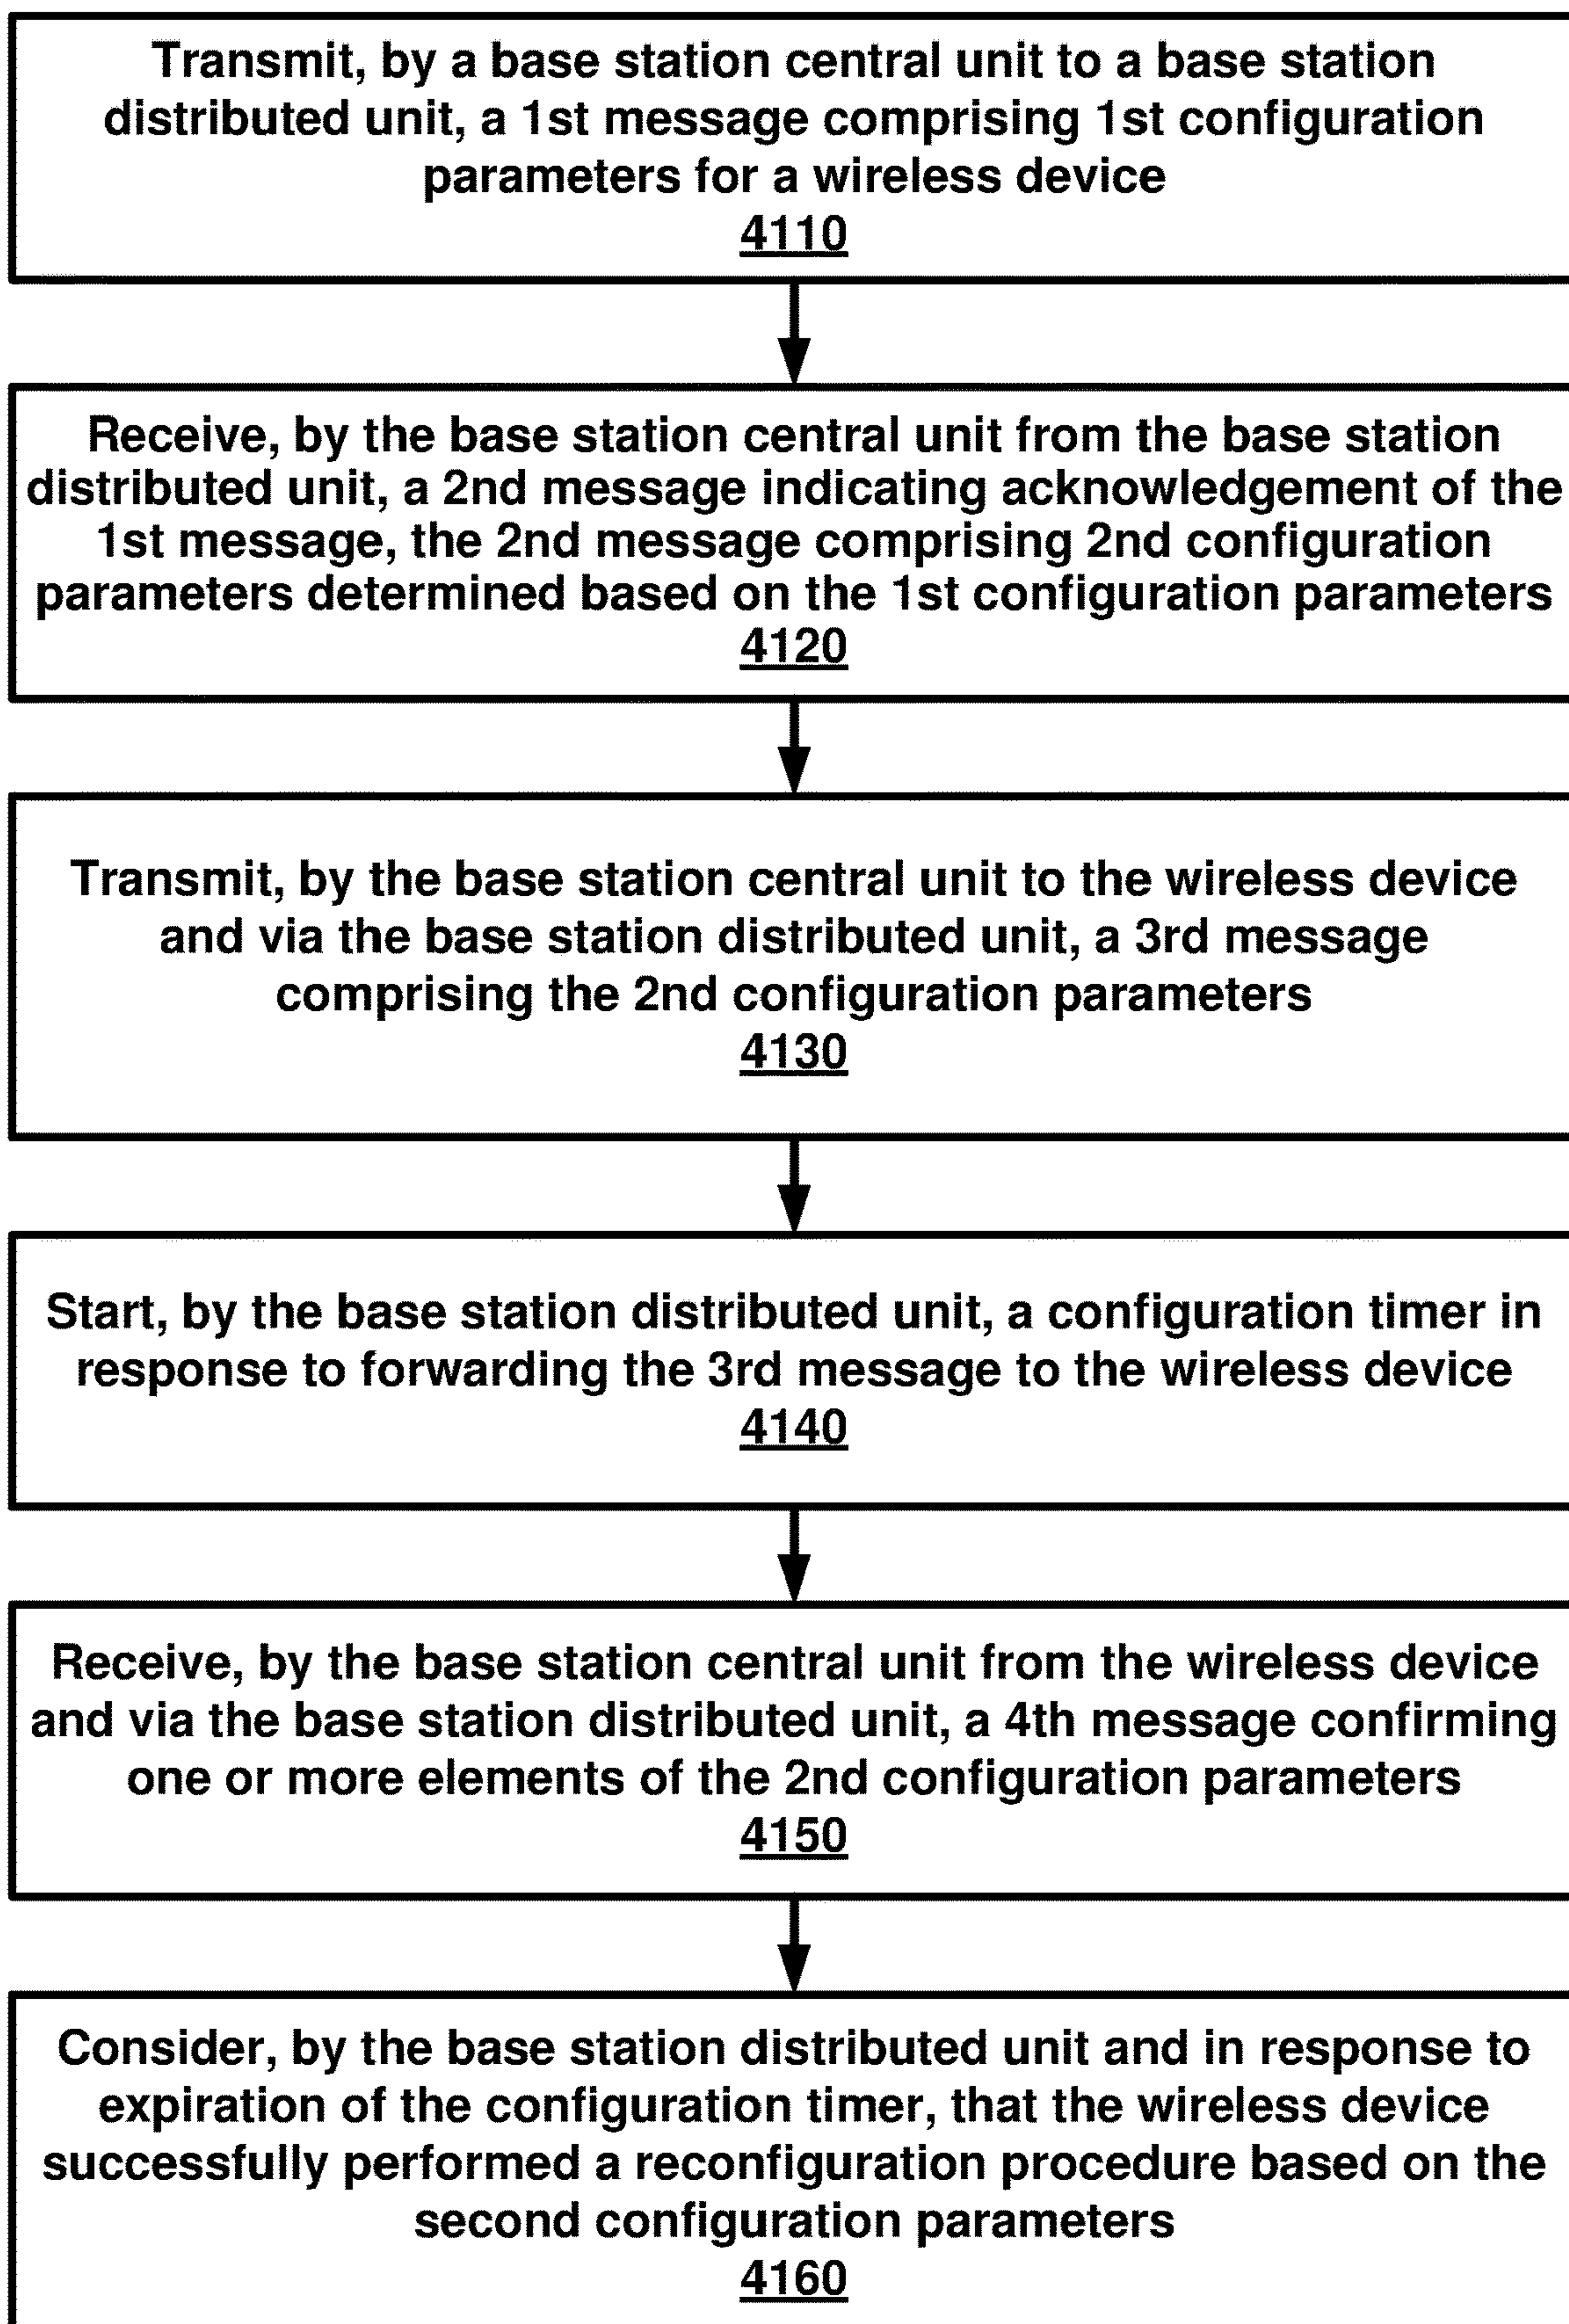 Transmit, by a base station central unit to a base station
distributed unit, a 1st message comprising 1st configuration
parameters for a wireless device
4110
Receive, by the base station central unit from the base station
distributed unit, a 2nd message indicating acknowledgement of the
1st message, the 2nd message comprising 2nd configuration
parameters determined based on the 1st configuration parameters
4120
Transmit, by the base station central unit to the wireless device
and via the base station distributed unit, a 3rd message
comprising the 2nd configuration parameters
4130
Start, by the base station distributed unit, a configuration timer in
response to forwarding the 3rd message to the wireless device
4140
Receive, by the base station central unit from the wireless device
and via the base station distributed unit, a 4th message confirming
one or more elements of the 2nd configuration parameters
4150
Consider, by the base station distributed unit and in response to
expiration of the configuration timer, that the wireless device
successfully performed a reconfiguration procedure based on the
second configuration parameters
4160